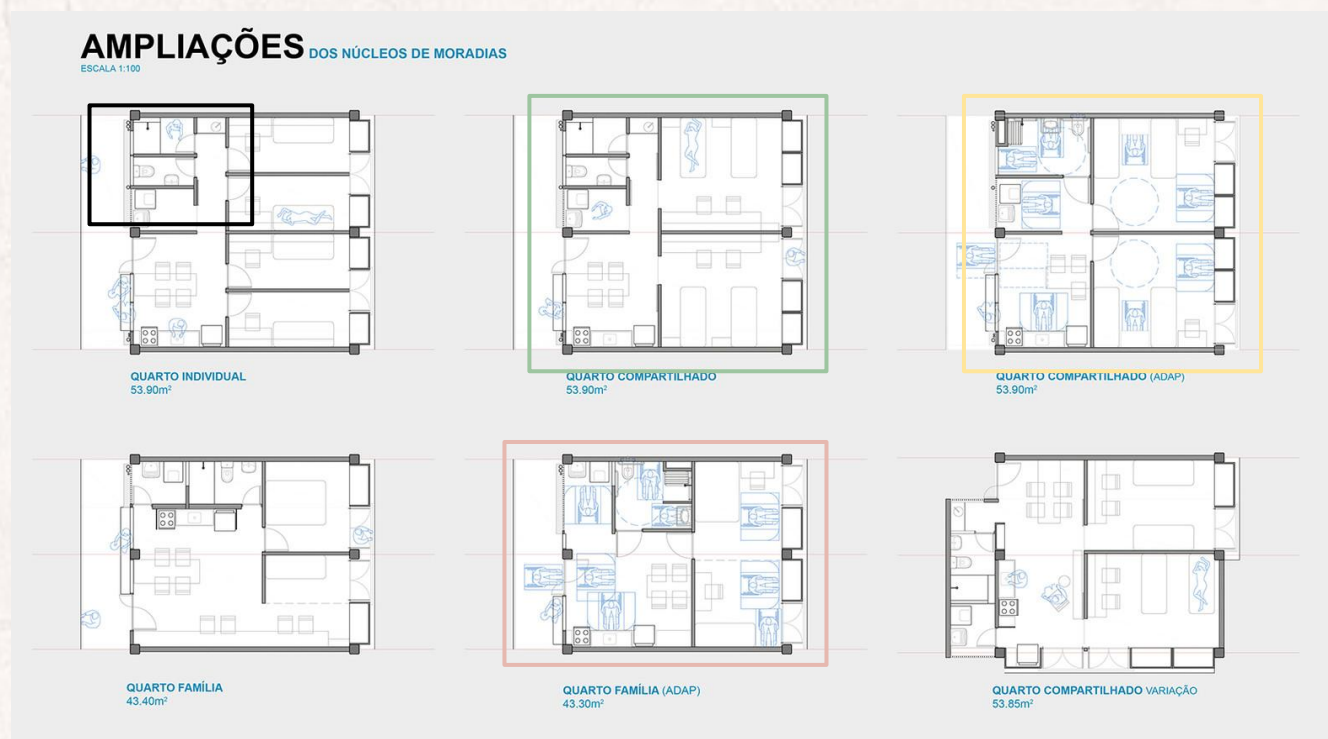 AMPLIAÇÕES DOS NÚCLEOS DE MORADIAS
ESCALA 1:100
QUARTO INDIVIDUAL
53.90m²
QUARTO COMPARTILHADO
53.90m²
QUARTO COMPARTILHADO (ADAP)
53.90m²
QUARTO FAMÍLIA
43.40m²
QUARTO FAMÍLIA (ADAP)
43.30m²
QUARTO COMPARTILHADO VARIAÇÃO
53.85m²